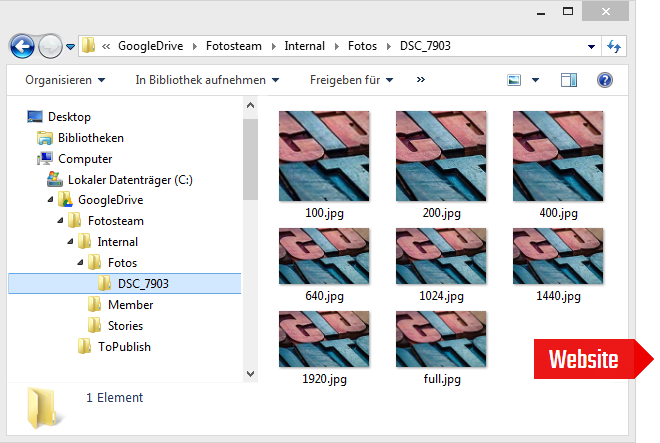 « GoogleDrive Fotosteam Internal Fotos DSC_7903
Organisieren In Bibliothek aufnehmen Freigeben für »
Desktop
Bibliotheken
Computer
Lokaler Datenträger (C:)
GoogleDrive
Fotosteam
Internal
Fotos
DSC_7903
Member
Stories
ToPublish
100.jpg 200.jpg 400.jpg
640.jpg 1024.jpg 1440.jpg
1920.jpg full.jpg
Website
1 Element